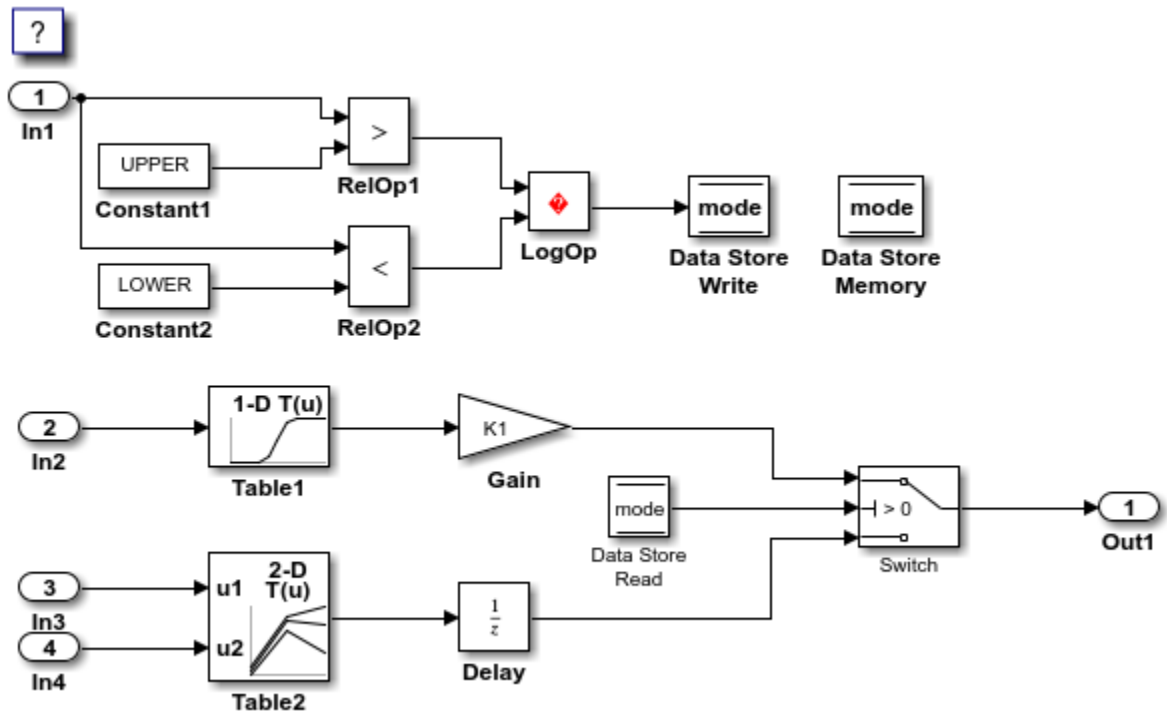 ?
1
In1
UPPER
Constant1
>
RelOp1
LOWER
Constant2
<
RelOp2
�
LogOp
mode
Data Store
Write
mode
Data Store
Memory
2
In2
1-D T(u)
Table1
K1
Gain
mode
Data Store
Read
> 0
Switch
1
Out1
3
In3
4
In4
u1
u2
2-D
T(u)
Table2
1
z
Delay